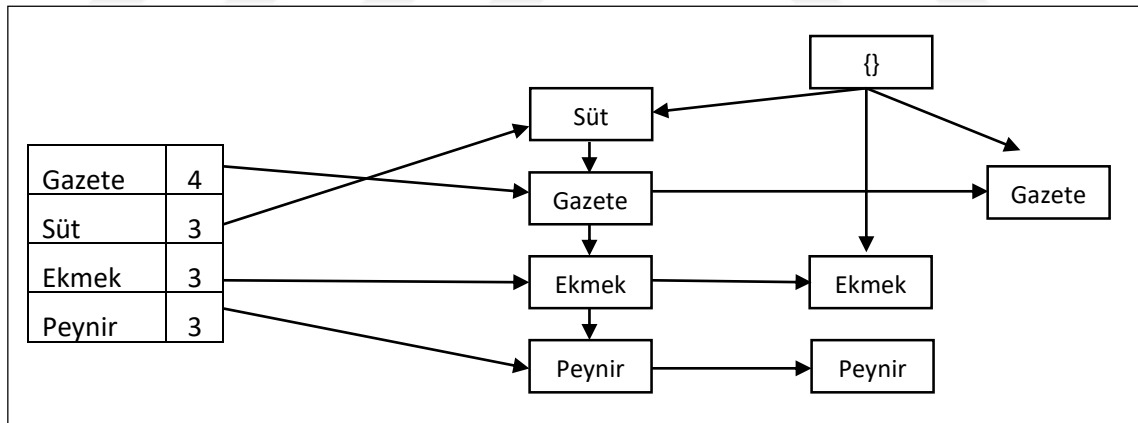 {}
Süt
Gazete 4
Gazete
Gazete
Süt 3
Ekmek 3
Ekmek
Ekmek
Peynir 3
Peynir
Peynir